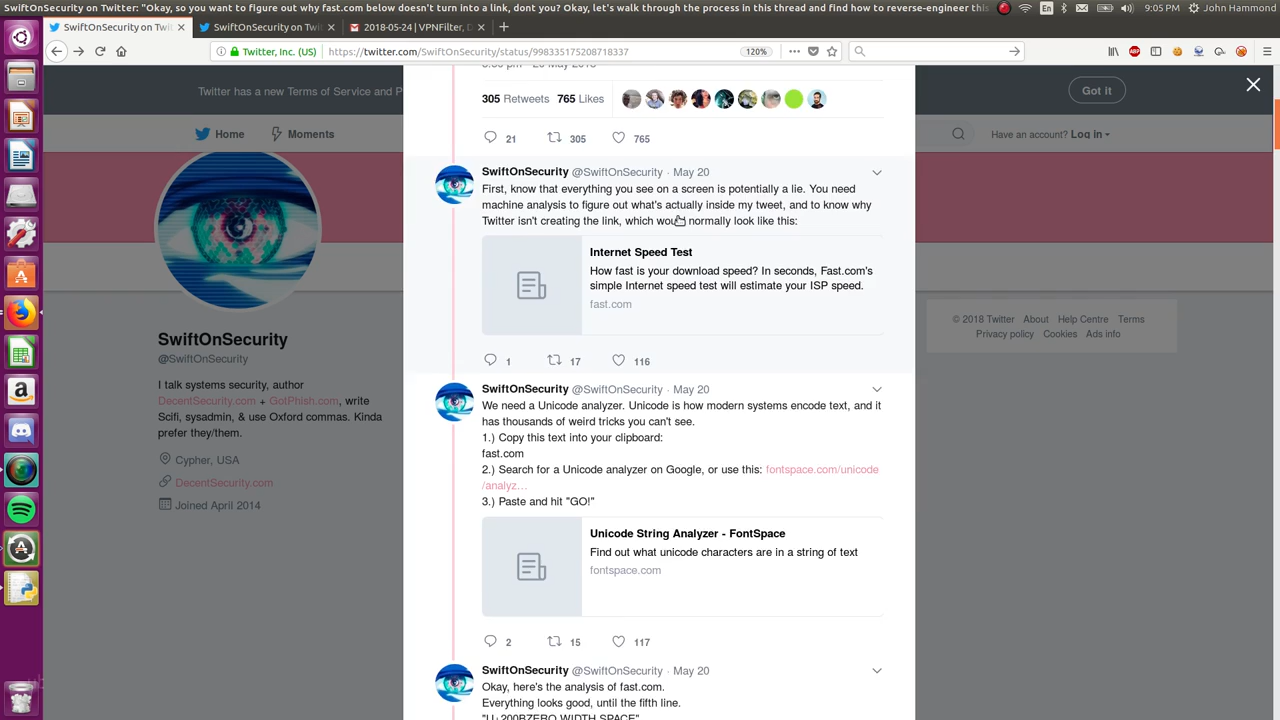 SwiftOnSecurity on Twitter: "Okay, so you want to figure out why fast.com below doesn't turn into a link, dont you? Okay, let's walk through the process in this thread and find how to reverse-engineer this
En
9:05 PM
John Hammond
SwiftOnSecurity on Twit
SwiftOnSecurity on Twi
2018-05-24 | VPNFilter, D
Twitter, Inc. (US)
https://twitter.com/SwiftOnSecurity/status/998335175208718337
120%
Twitter has a new Terms of Service and P
Got it
Home
Moments
Have an account? Log in
SwiftOnSecurity
@SwiftOnSecurity
I talk systems security, author
DecentSecurity.com + GotPhish.com, write
Scifi, sysadmin, & use Oxford commas. Kinda
prefer they/them.
Cypher, USA
DecentSecurity.com
Joined April 2014
305 Retweets 765 Likes
21 305 765
SwiftOnSecurity @SwiftOnSecurity · May 20
First, know that everything you see on a screen is potentially a lie. You need
machine analysis to figure out what's actually inside my tweet, and to know why
Twitter isn't creating the link, which would normally look like this:
Internet Speed Test
How fast is your download speed? In seconds, Fast.com's
simple Internet speed test will estimate your ISP speed.
fast.com
1 17 116
SwiftOnSecurity @SwiftOnSecurity · May 20
We need a Unicode analyzer. Unicode is how modern systems encode text, and it
has thousands of weird tricks you can't see.
1.) Copy this text into your clipboard:
fast.com
2.) Search for a Unicode analyzer on Google, or use this: fontspace.com/unicode
/analyz…
3.) Paste and hit "GO!"
Unicode String Analyzer - FontSpace
Find out what unicode characters are in a string of text
fontspace.com
2 15 117
SwiftOnSecurity @SwiftOnSecurity · May 20
Okay, here's the analysis of fast.com.
Everything looks good, until the fifth line.
"U+200BZERO WIDTH SPACE"
© 2018 Twitter About Help Centre Terms
Privacy policy Cookies Ads info